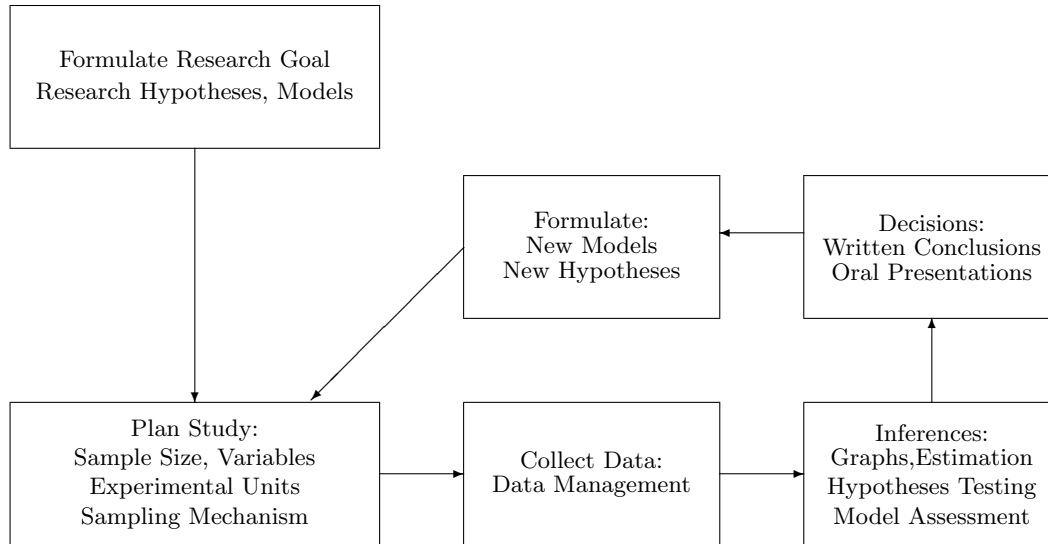 Formulate Research Goal
Research Hypotheses, Models
Formulate:
New Models
New Hypotheses
Decisions:
Written Conclusions
Oral Presentations
Plan Study:
Sample Size, Variables
Experimental Units
Sampling Mechanism
Collect Data:
Data Management
Inferences:
Graphs,Estimation
Hypotheses Testing
Model Assessment